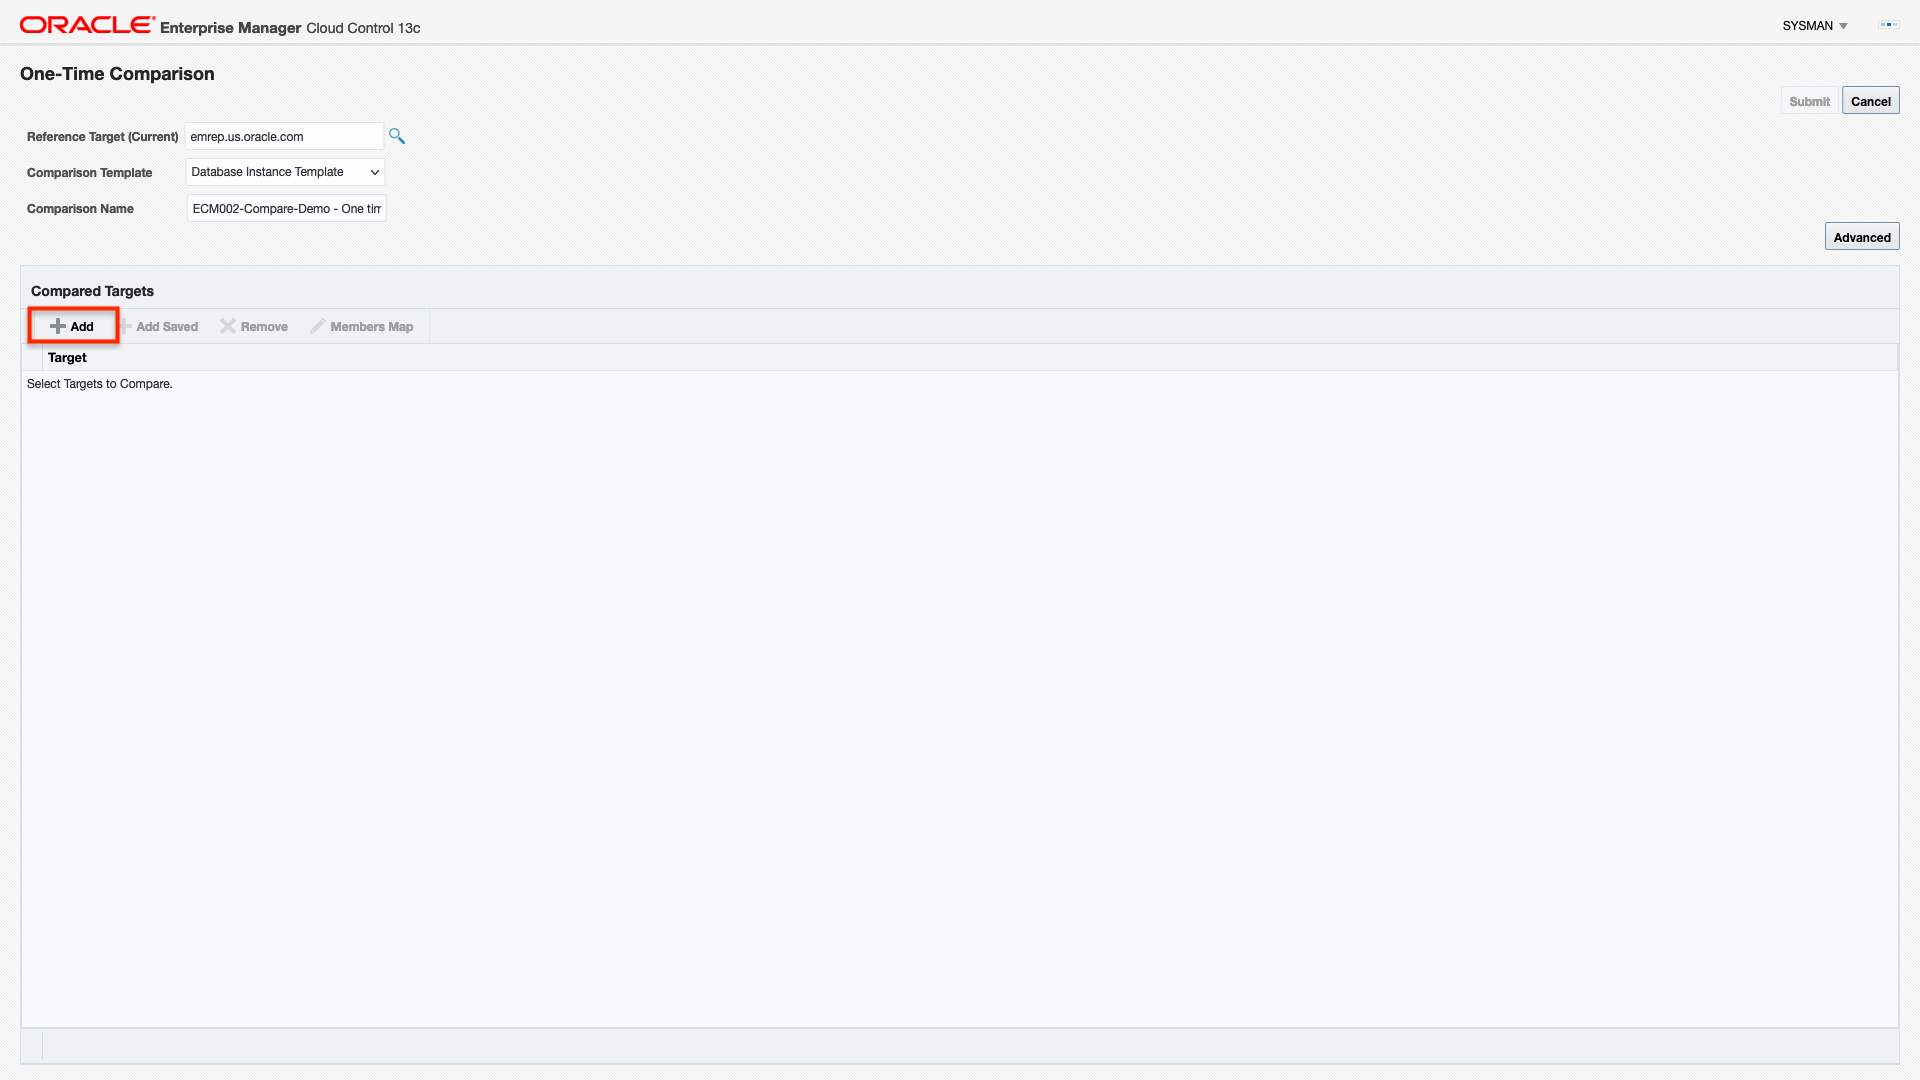 ORACLE Enterprise Manager Cloud Control 13c
SYSMAN
One-Time Comparison
Submit Cancel
Reference Target (Current) emrep.us.oracle.com
Comparison Template Database Instance Template
Comparison Name ECM002-Compare-Demo - One tim
Advanced
Compared Targets
Add Add Saved Remove Members Map
Target
Select Targets to Compare.